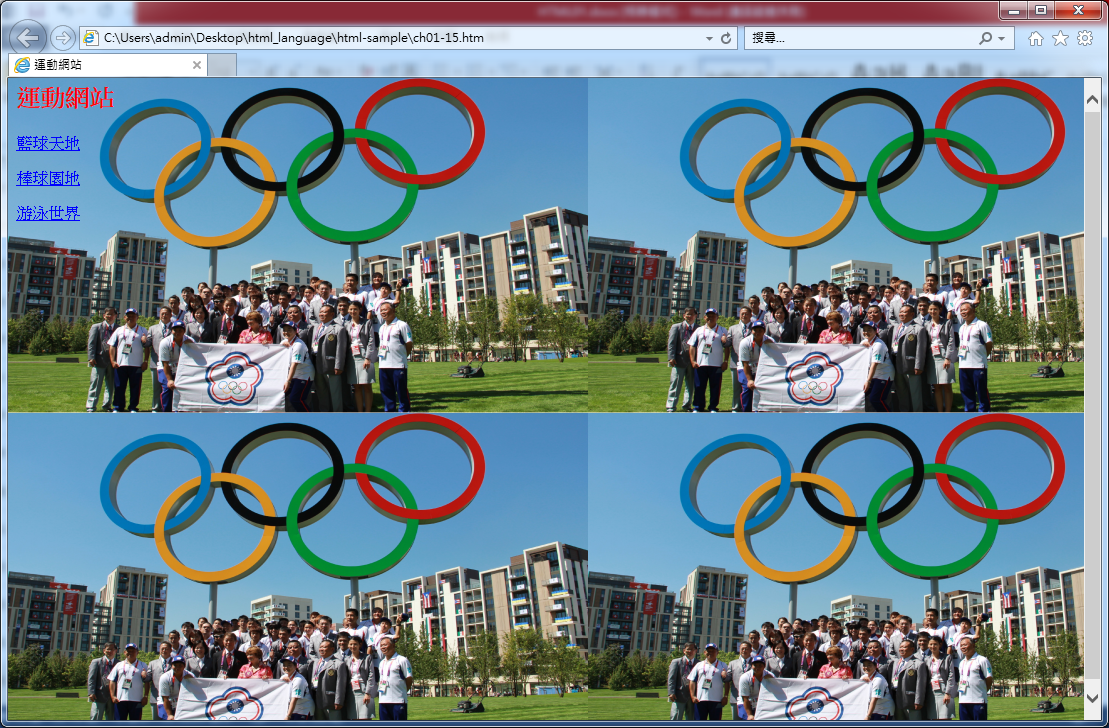 C:\Users\admin\Desktop\html_language\html-sample\ch01-15.htm
搜尋...
運動網站
運動網站
籃球天地
棒球園地
游泳世界